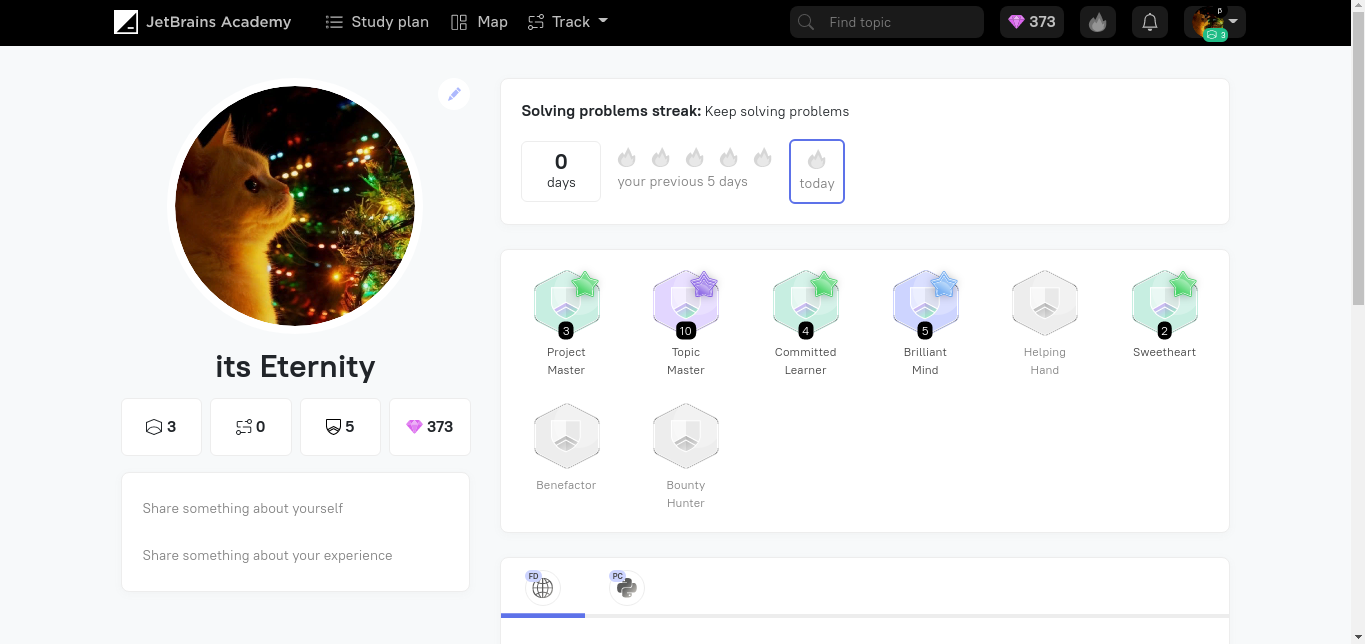 JetBrains Academy
Study plan
Map
Track
Find topic
373
β
3
Solving problems streak: Keep solving problems
0
days
your previous 5 days
today
its Eternity
3
0
5
373
Share something about yourself
Share something about your experience
3
Project
Master
10
Topic
Master
4
Committed
Learner
5
Brilliant
Mind
Helping
Hand
2
Sweetheart
Benefactor
Bounty
Hunter
FD
PC